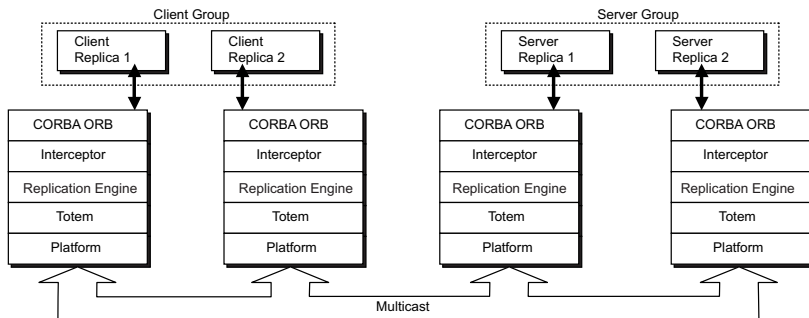 Client Group
Server Group
Client
Replica 1
Client
Replica 2
Server
Replica 1
Server
Replica 2
CORBA ORB
Interceptor
Replication Engine
Totem
Platform
CORBA ORB
Interceptor
Replication Engine
Totem
Platform
CORBA ORB
Interceptor
Replication Engine
Totem
Platform
CORBA ORB
Interceptor
Replication Engine
Totem
Platform
Multicast